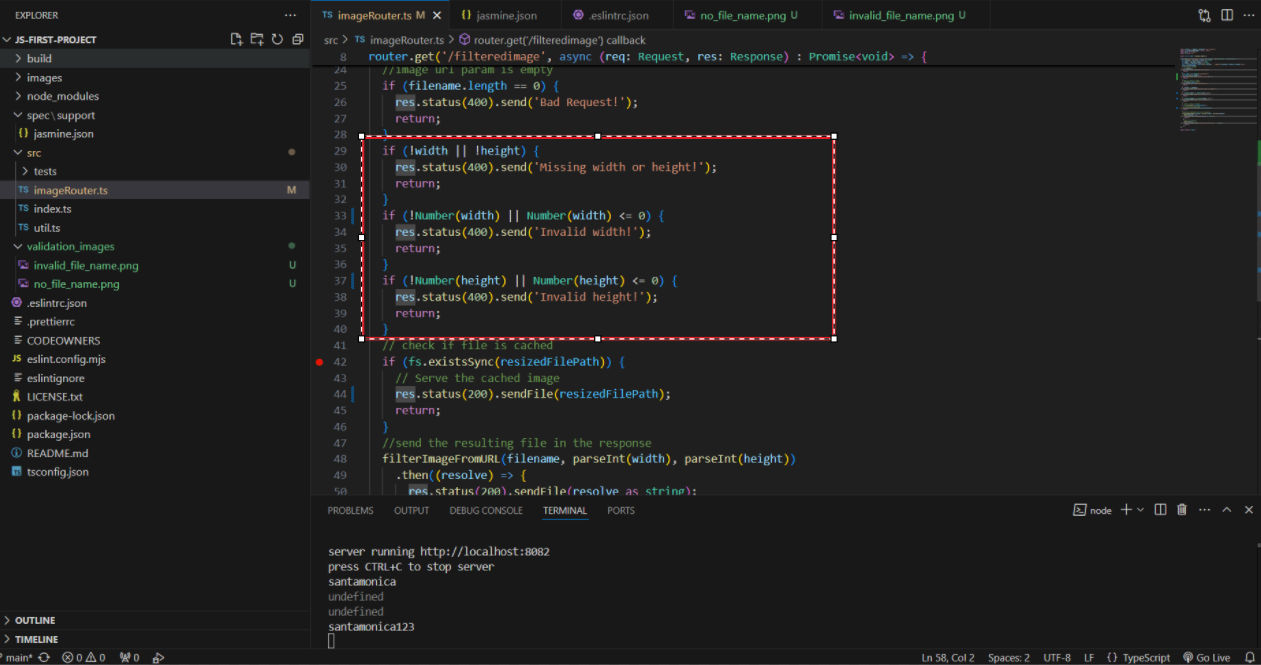 EXPLORER
JS-FIRST-PROJECT
build
images
node_modules
spec\support
{} jasmine.json
src
tests
TS imageRouter.ts M
TS index.ts
TS util.ts
validation_images
invalid_file_name.png U
no_file_name.png U
.eslintrc.json
.prettierrc
CODEOWNERS
JS eslint.config.mjs
eslintignore
LICENSE.txt
{} package-lock.json
{} package.json
README.md
TS tsconfig.json
OUTLINE
TIMELINE
TS imageRouter.ts M
{} jasmine.json
.eslintrc.json
no_file_name.png U
invalid_file_name.png U
src > TS imageRouter.ts > router.get('/filteredimage') callback
8 router.get('/filteredimage', async (req: Request, res: Response) : Promise<void> => {
24 //image url param is empty
25 if (filename.length == 0) {
26 res.status(400).send('Bad Request!');
27 return;
28 }
29 if (!width || !height) {
30 res.status(400).send('Missing width or height!');
31 return;
32 }
33 if (!Number(width) || Number(width) <= 0) {
34 res.status(400).send('Invalid width!');
35 return;
36 }
37 if (!Number(height) || Number(height) <= 0) {
38 res.status(400).send('Invalid height!');
39 return;
40 }
41 // check if file is cached
42 if (fs.existsSync(resizedFilePath)) {
43 // Serve the cached image
44 res.status(200).sendFile(resizedFilePath);
45 return;
46 }
47 //send the resulting file in the response
48 filterImageFromURL(filename, parseInt(width), parseInt(height))
49 .then((resolve) => {
50 res.status(200).sendFile(resolve as string);
PROBLEMS OUTPUT DEBUG CONSOLE TERMINAL PORTS
node
server running http://localhost:8082
press CTRL+C to stop server
santamonica
undefined
undefined
santamonica123
main* 0 0 0 Ln 58, Col 2 Spaces: 2 UTF-8 LF {} TypeScript Go Live